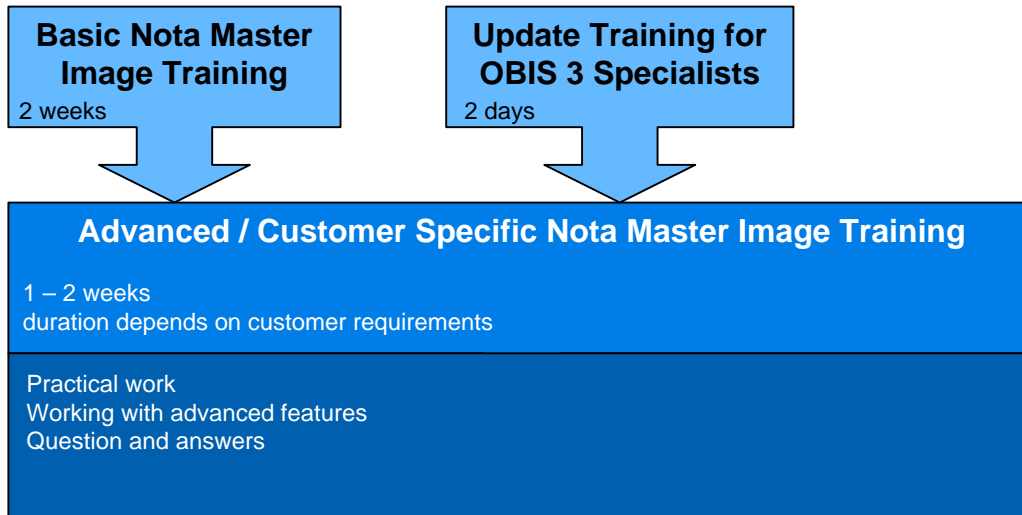 Basic Nota Master
Image Training
2 weeks
Update Training for
OBIS 3 Specialists
2 days
Advanced / Customer Specific Nota Master Image Training
1 – 2 weeks
duration depends on customer requirements
Practical work
Working with advanced features
Question and answers